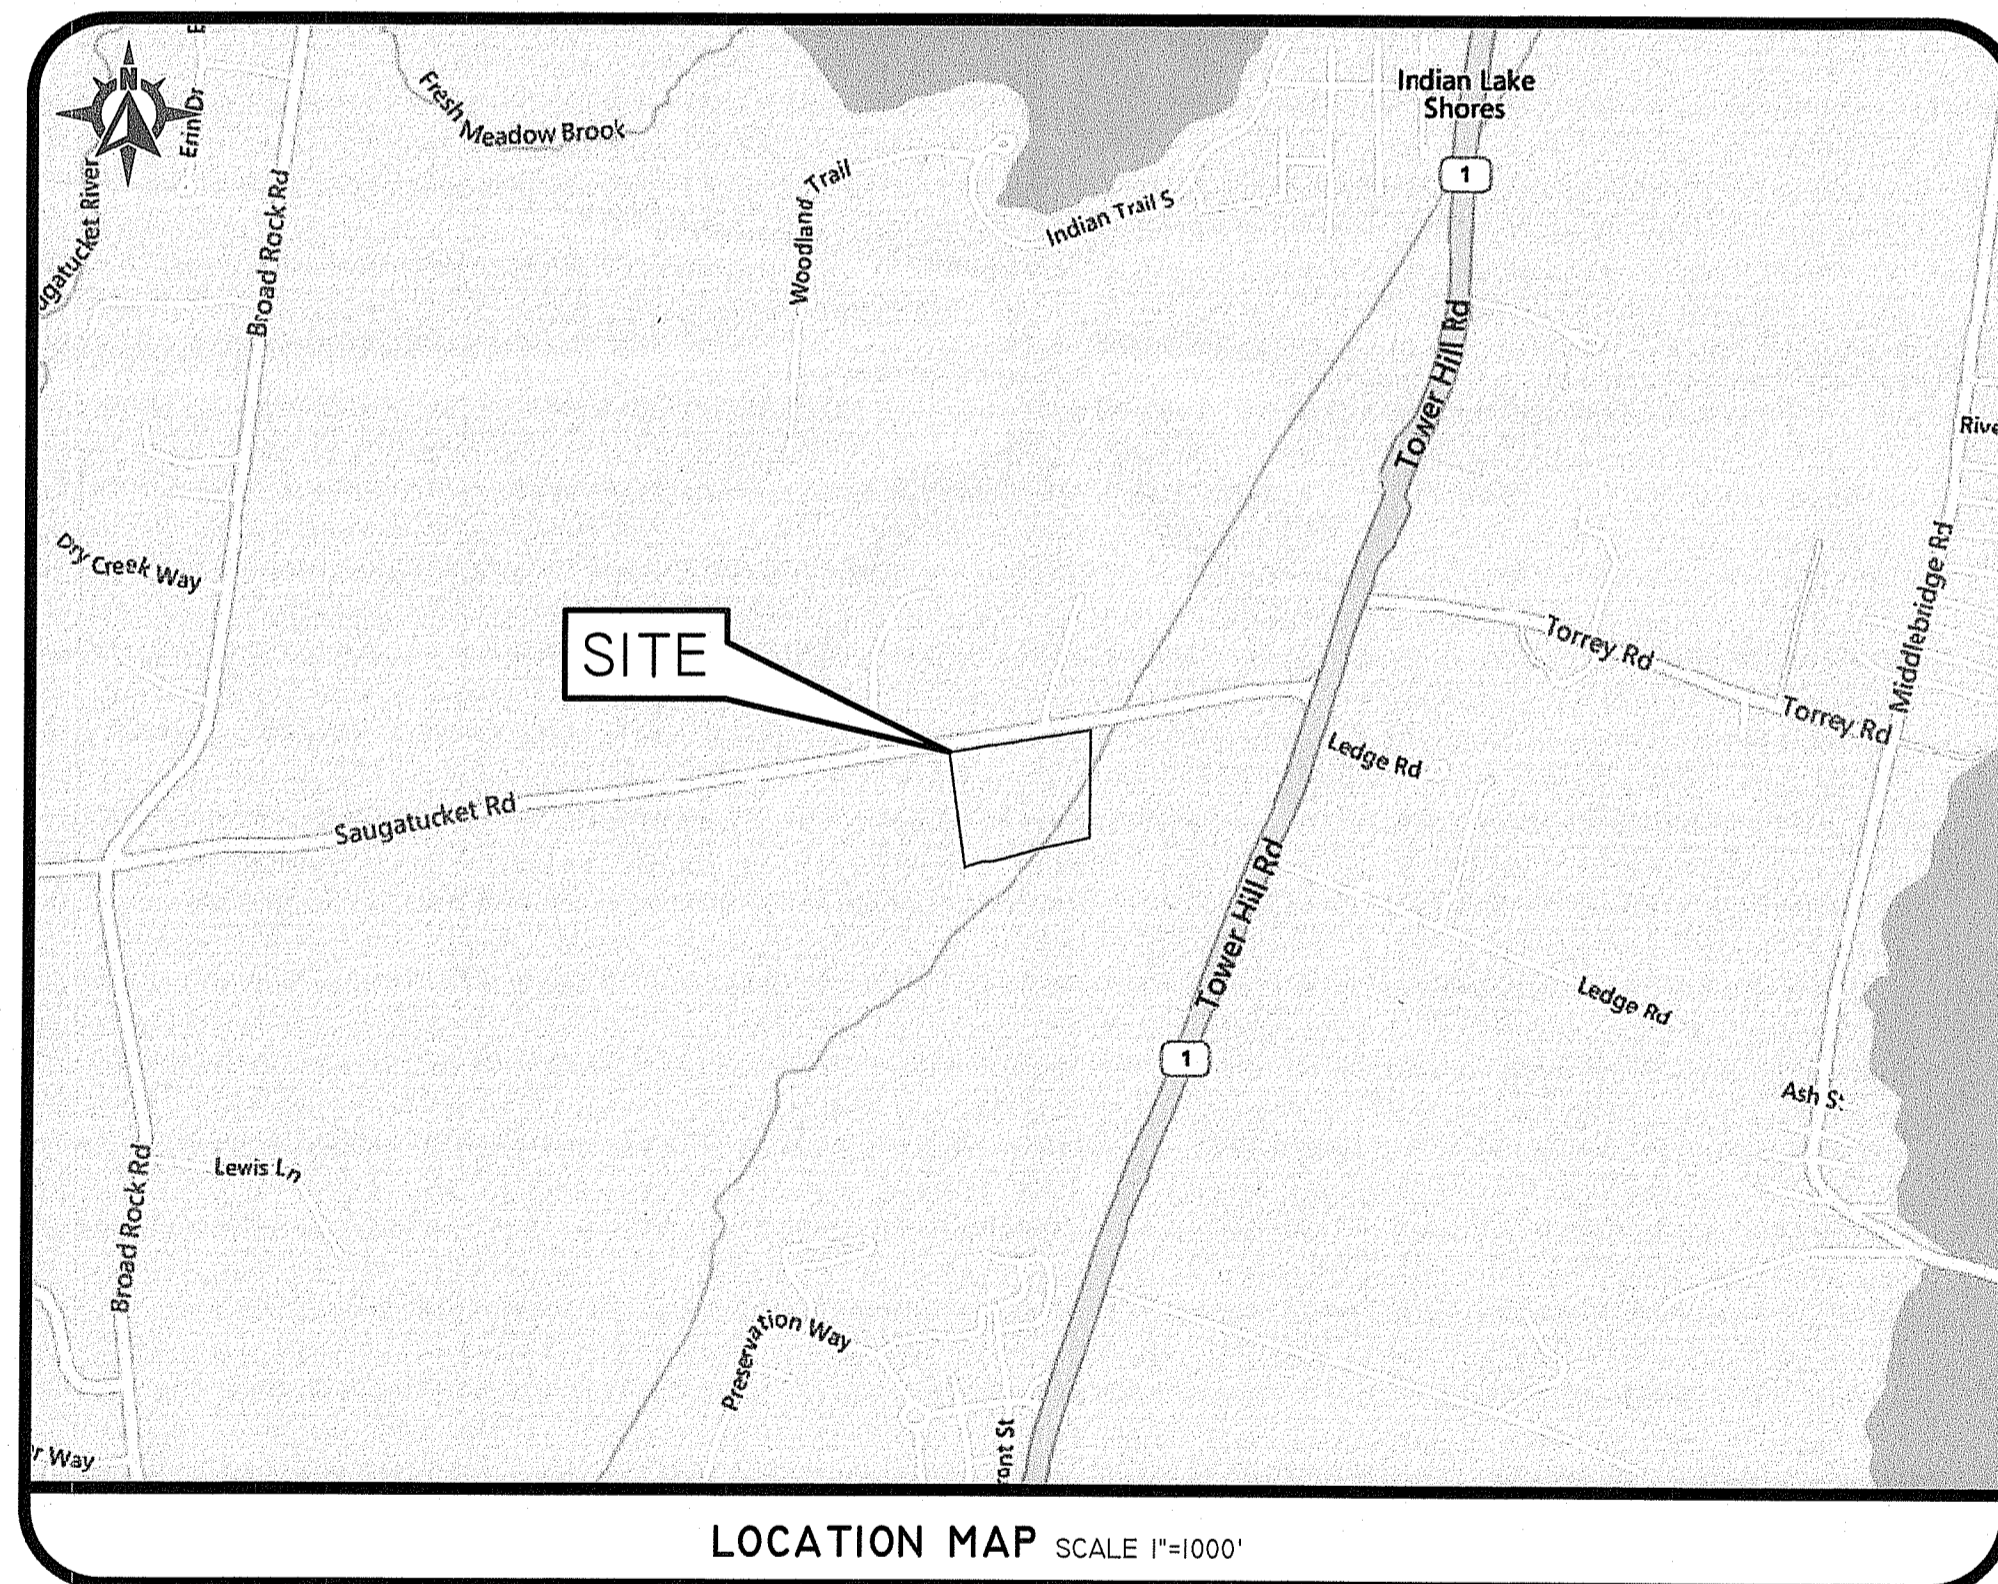 N
Erin Dr
Fresh Meadow Brook
Indian Lake
Shores
1
Broad Rock Rd
Woodland Trail
Indian Trail S
Tower Hill Rd
Dry Creek Way
Middlebridge Rd
SITE
Torrey Rd
Torrey Rd
Ledge Rd
Saugatucket Rd
Tower Hill Rd
Ledge Rd
1
Ash St
Lewis Ln
Broad Rock Rd
Preservation Way
Way
LOCATION MAP SCALE 1"=1000'